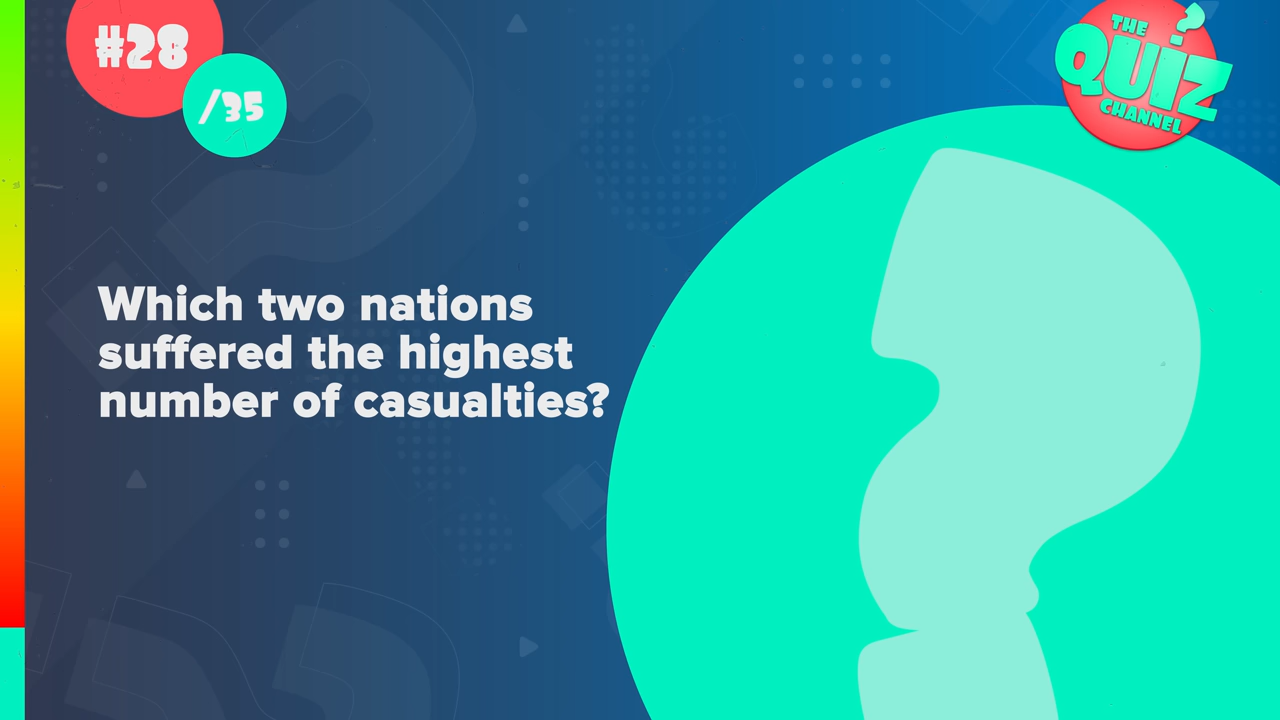 #28
/35
THE
QUIZ
CHANNEL
Which two nations
suffered the highest
number of casualties?